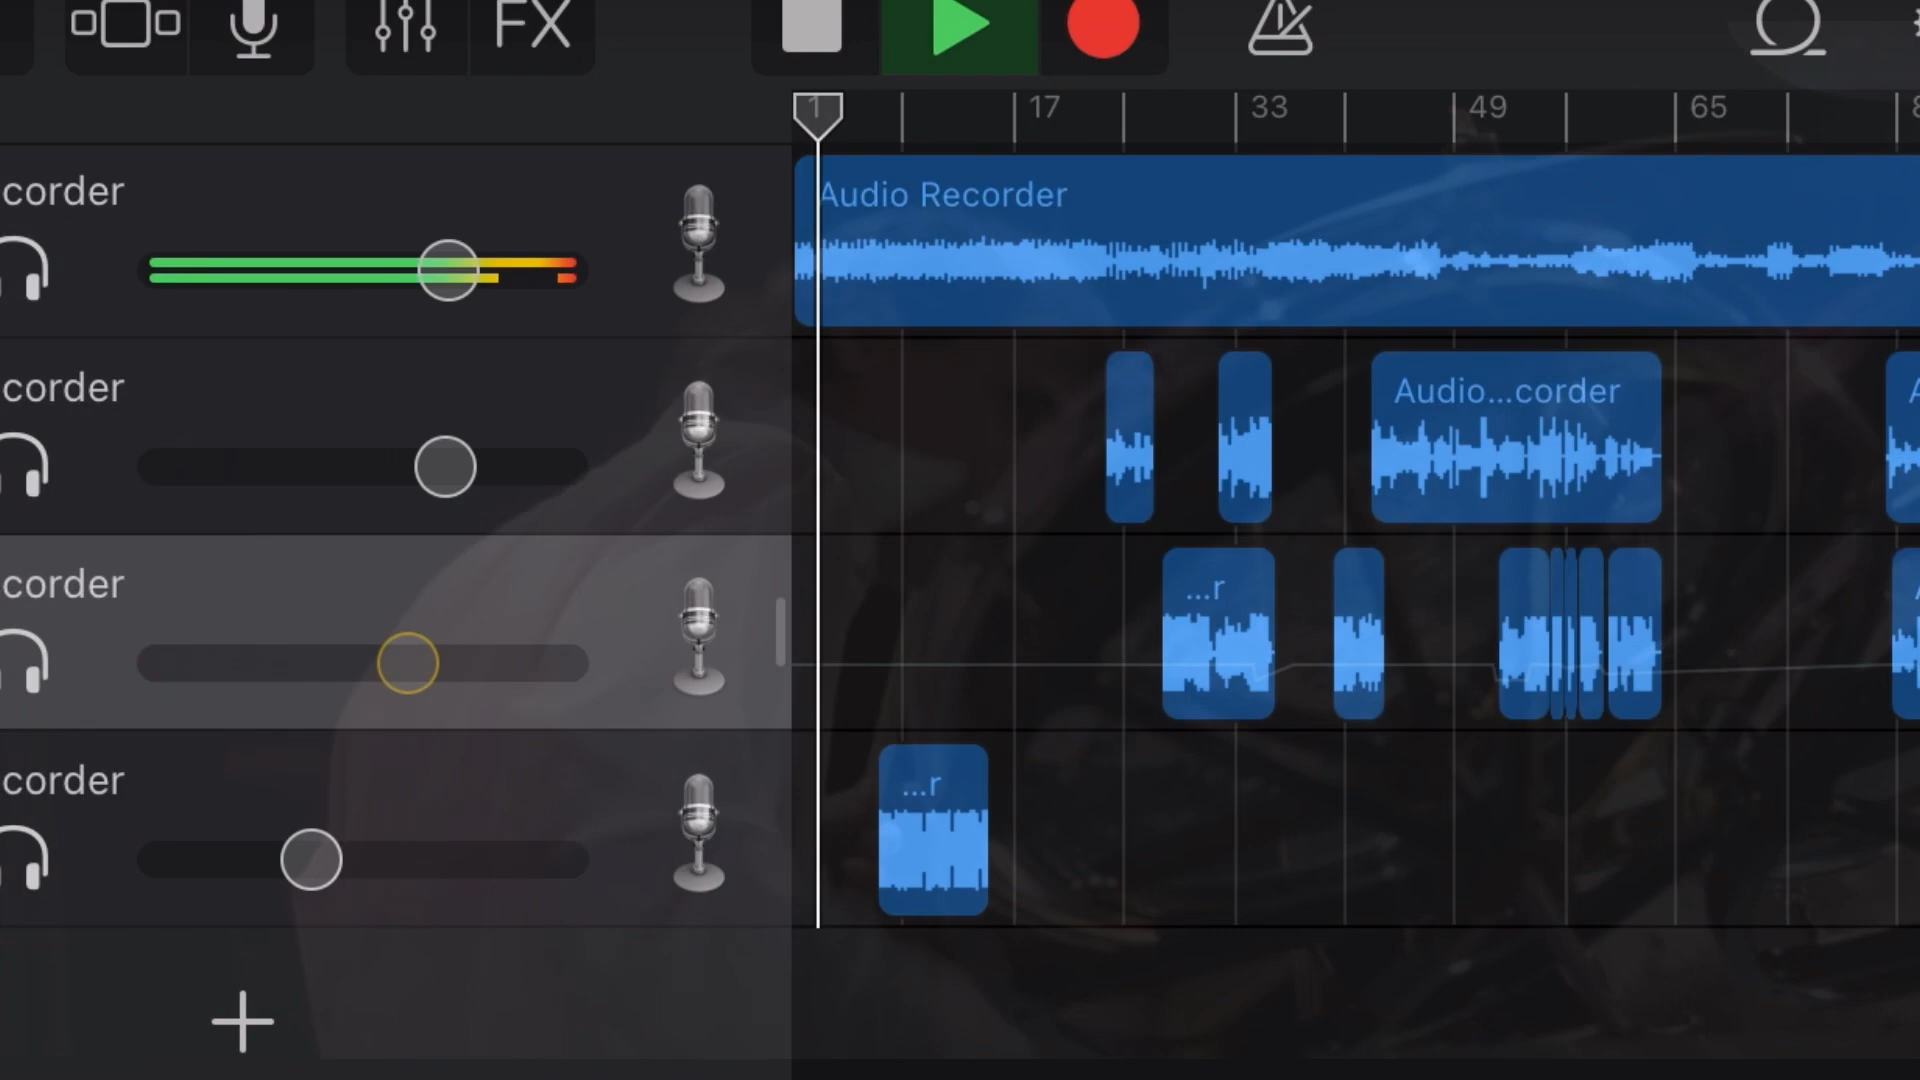 FX
1 17 33 49 65
corder
Audio Recorder
corder
Audio...corder
corder
...r
corder
...r